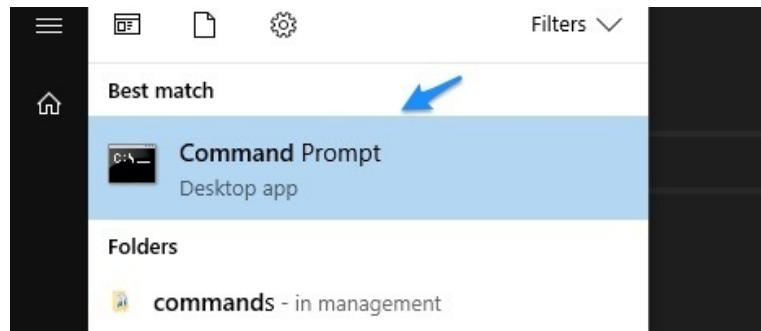 Filters
Best match
C:\_
Command Prompt
Desktop app
Folders
commands - in management